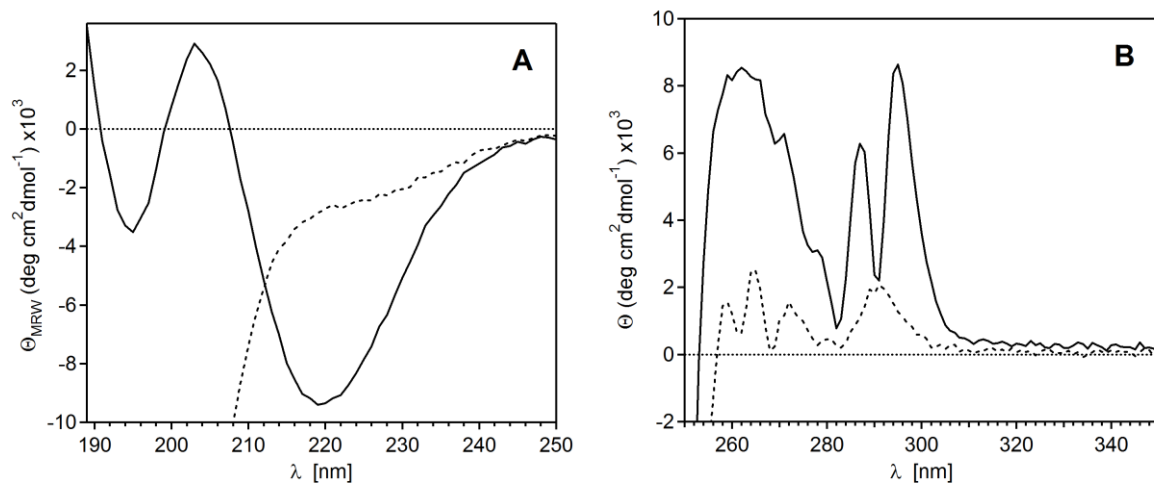 A
ΘMRW (deg cm²dmol⁻¹) x10³
2
0
-2
-4
-6
-8
-10
190 200 210 220 230 240 250
λ [nm]
B
Θ (deg cm²dmol⁻¹) x10³
10
8
6
4
2
0
-2
260 280 300 320 340
λ [nm]